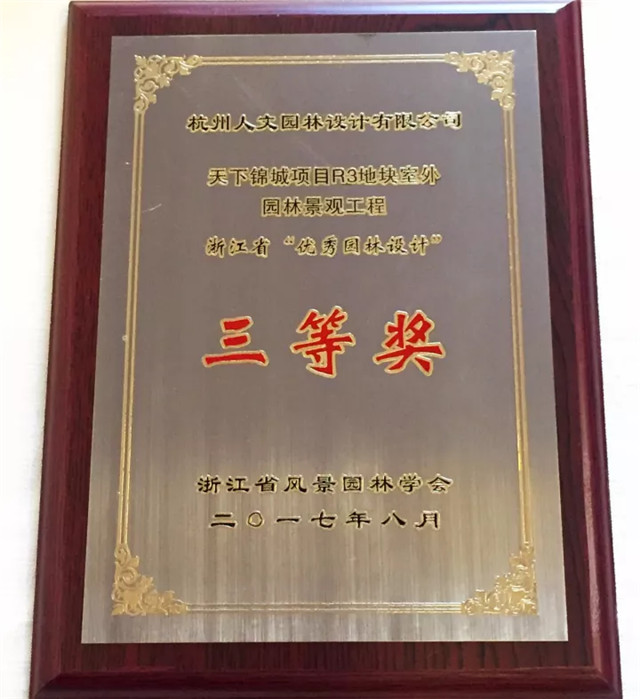 杭州人文园林设计有限公司
天下锦城项目R3地块室外
园林景观工程
浙江省“优秀园林设计”
三等奖
浙江省风景园林学会
二〇一七年八月